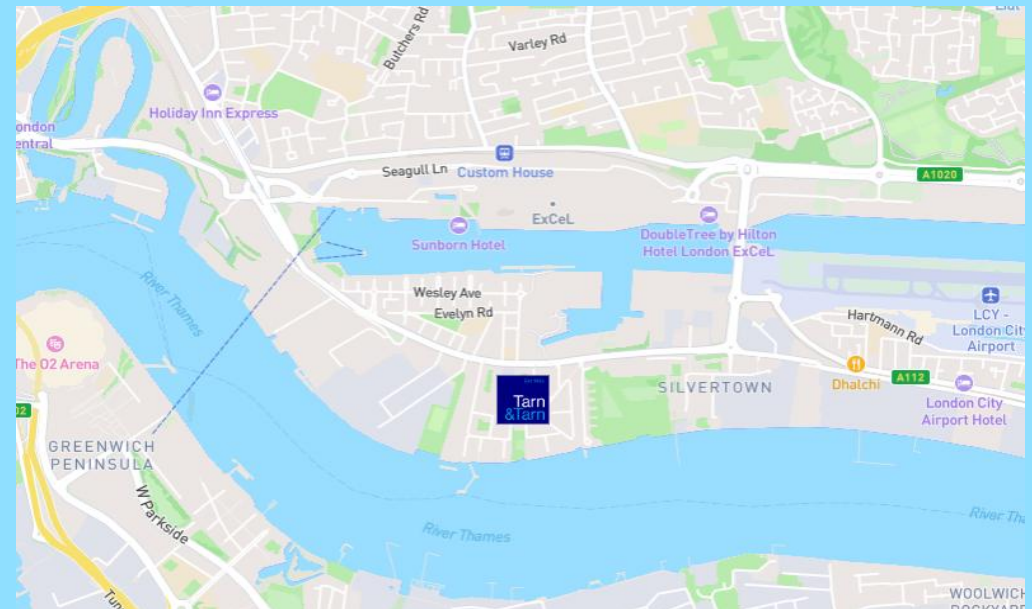 Butchers Rd
Varley Rd
Holiday Inn Express
Seagull Ln
Custom House
A1020
ExCeL
Sunborn Hotel
DoubleTree by Hilton
Hotel London ExCeL
River Thames
Wesley Ave
Evelyn Rd
LCY -
London City
Airport
Hartmann Rd
The O2 Arena
Dhalchi
A112
SILVERTOWN
Tarn
&Tarn
London City
Airport Hotel
GREENWICH
PENINSULA
W Parkside
River Thames
River Th
WOOLWICH
DOCKYARD
Tun